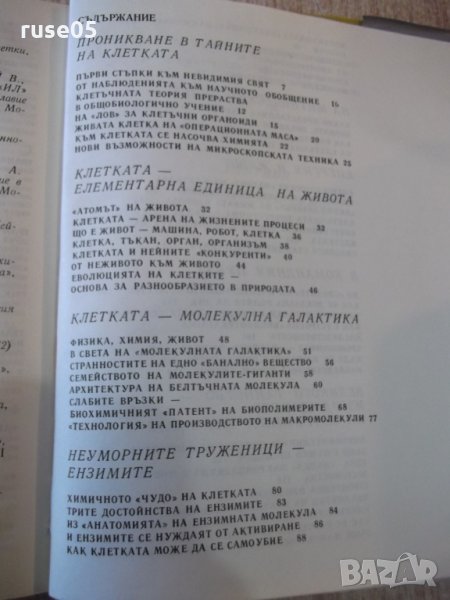 ruse05
СЪДЪРЖАНИЕ
ПРОНИКВАНЕ В ТАЙНИТЕ
НА КЛЕТКАТА
ПЪРВИ СТЪПКИ КЪМ НЕВИДИМИЯ СВЯТ 7
ОТ НАБЛЮДЕНИЯТА КЪМ НАУЧНОТО ОБОБЩЕНИЕ 10
КЛЕТЪЧНАТА ТЕОРИЯ ПРЕРАСТВА
В ОБЩОБИОЛОГИЧНО УЧЕНИЕ 12
НА «ЛОВ» ЗА КЛЕТЪЧНИ ОРГАНОИДИ 15
ЖИВАТА КЛЕТКА НА «ОПЕРАЦИОННАТА МАСА» 20
КЪМ КЛЕТКАТА СЕ НАСОЧВА ХИМИЯТА 22
НОВИ ВЪЗМОЖНОСТИ НА МИКРОСКОПСКАТА ТЕХНИКА 25
КЛЕТКАТА —
ЕЛЕМЕНТАРНА ЕДИНИЦА НА ЖИВОТА
«АТОМЪТ» НА ЖИВОТА 32
КЛЕТКАТА — АРЕНА НА ЖИЗНЕНИТЕ ПРОЦЕСИ 32
ЩО Е ЖИВОТ — МАШИНА, РОБОТ, КЛЕТКА 36
КЛЕТКА, ТЪКАН, ОРГАН, ОРГАНИЗЪМ 38
КЛЕТКАТА И НЕЙНИТЕ «КОНКУРЕНТИ» 40
ОТ НЕЖИВОТО КЪМ ЖИВОТО 44
ЕВОЛЮЦИЯТА НА КЛЕТКИТЕ —
ОСНОВА ЗА РАЗНООБРАЗИЕТО В ПРИРОДАТА 46
КЛЕТКАТА — МОЛЕКУЛНА ГАЛАКТИКА
ФИЗИКА, ХИМИЯ, ЖИВОТ 48
В СВЕТА НА «МОЛЕКУЛНАТА ГАЛАКТИКА» 51
СТРАННОСТИТЕ НА ЕДНО «БАНАЛНО» ВЕЩЕСТВО 56
СЕМЕЙСТВОТО НА МОЛЕКУЛИТЕ-ГИГАНТИ 58
АРХИТЕКТУРА НА БЕЛТЪЧНАТА МОЛЕКУЛА 60
СЛАБИТЕ ВРЪЗКИ —
БИОХИМИЧНИЯТ «ПАТЕНТ» НА БИОПОЛИМЕРИТЕ 68
«ТЕХНОЛОГИЯ» НА ПРОИЗВОДСТВОТО НА МАКРОМОЛЕКУЛИ 77
НЕУМОРНИТЕ ТРУЖЕНИЦИ —
ЕНЗИМИТЕ
ХИМИЧНОТО «ЧУДО» НА КЛЕТКАТА 80
ТРИТЕ ДОСТОЙНСТВА НА ЕНЗИМИТЕ 83
ИЗ «АНАТОМИЯТА» НА ЕНЗИМНАТА МОЛЕКУЛА 84
И ЕНЗИМИТЕ СЕ НУЖДАЯТ ОТ АКТИВИРАНЕ 86
КАК КЛЕТКАТА МОЖЕ ДА СЕ САМОУБИЕ 88
BAZAR.bg